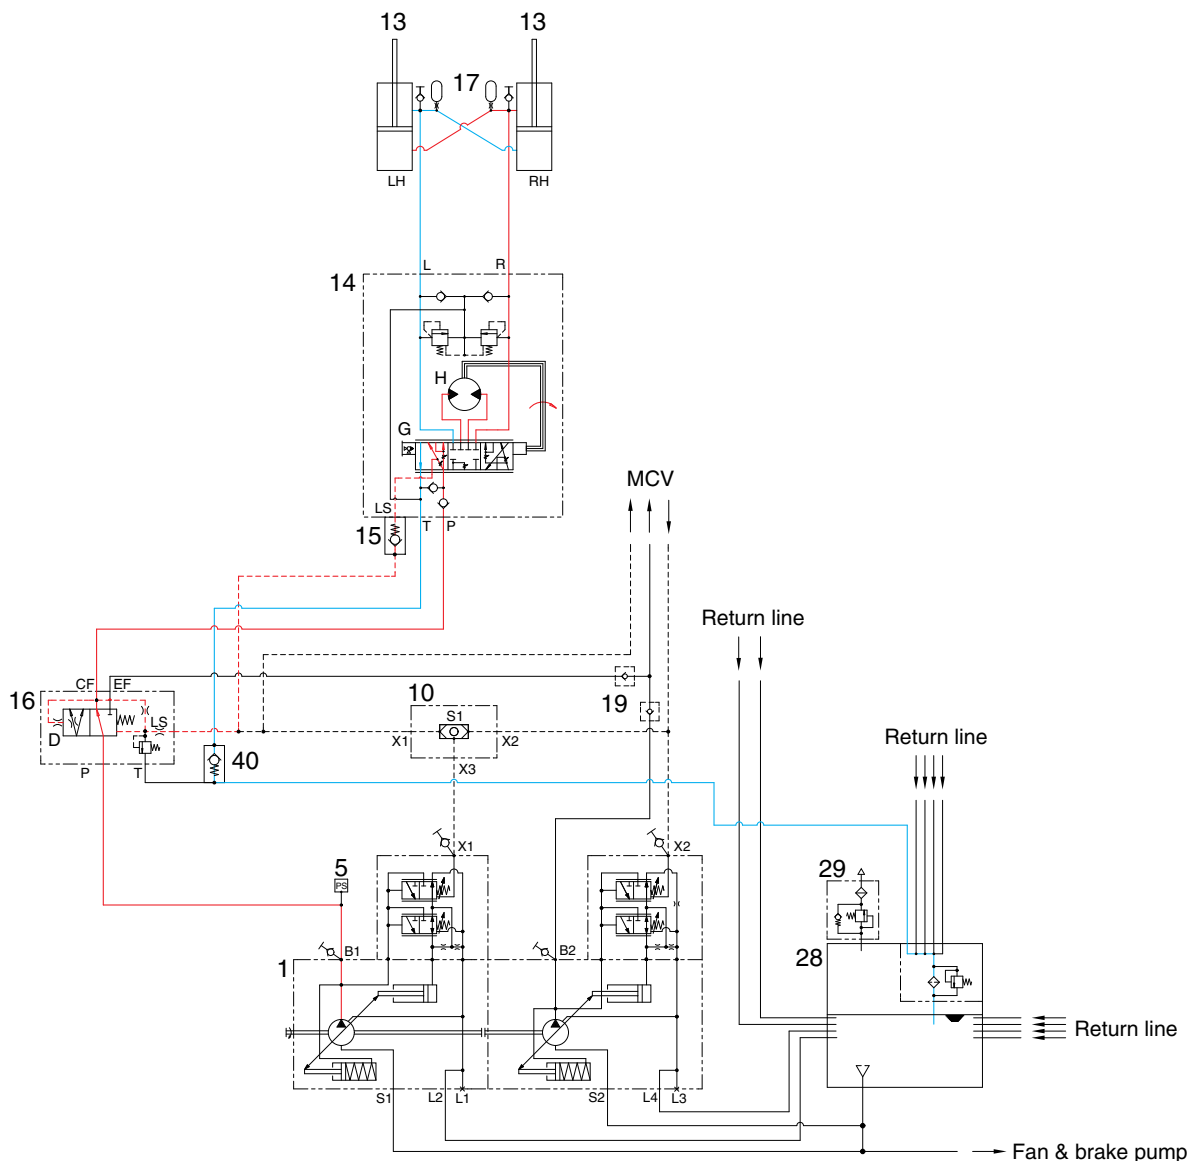 13
13
17
LH
RH
L
R
14
H
G
LS
T
P
15
MCV
Return line
CF
EF
16
19
10
S1
LS
D
X1
X2
Return line
P
T
40
X3
X1
X2
5
PS
29
B1
B2
28
1
Return line
S1
L2
L1
S2
L4
L3
Fan & brake pump